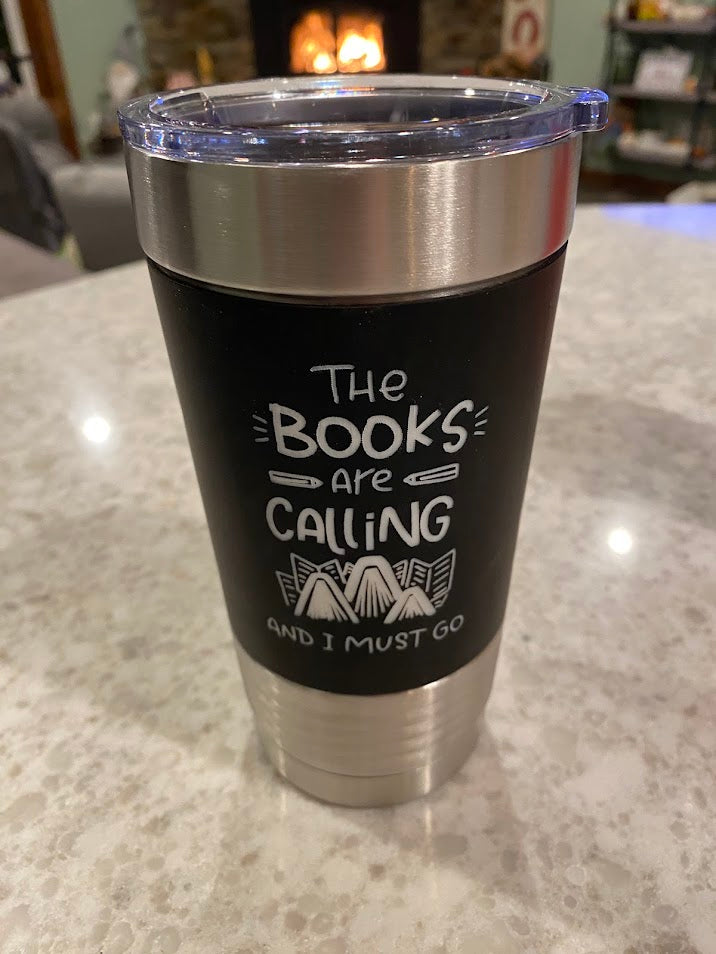 THe
BOOKS
are
CALLiNG
AND I MUST GO